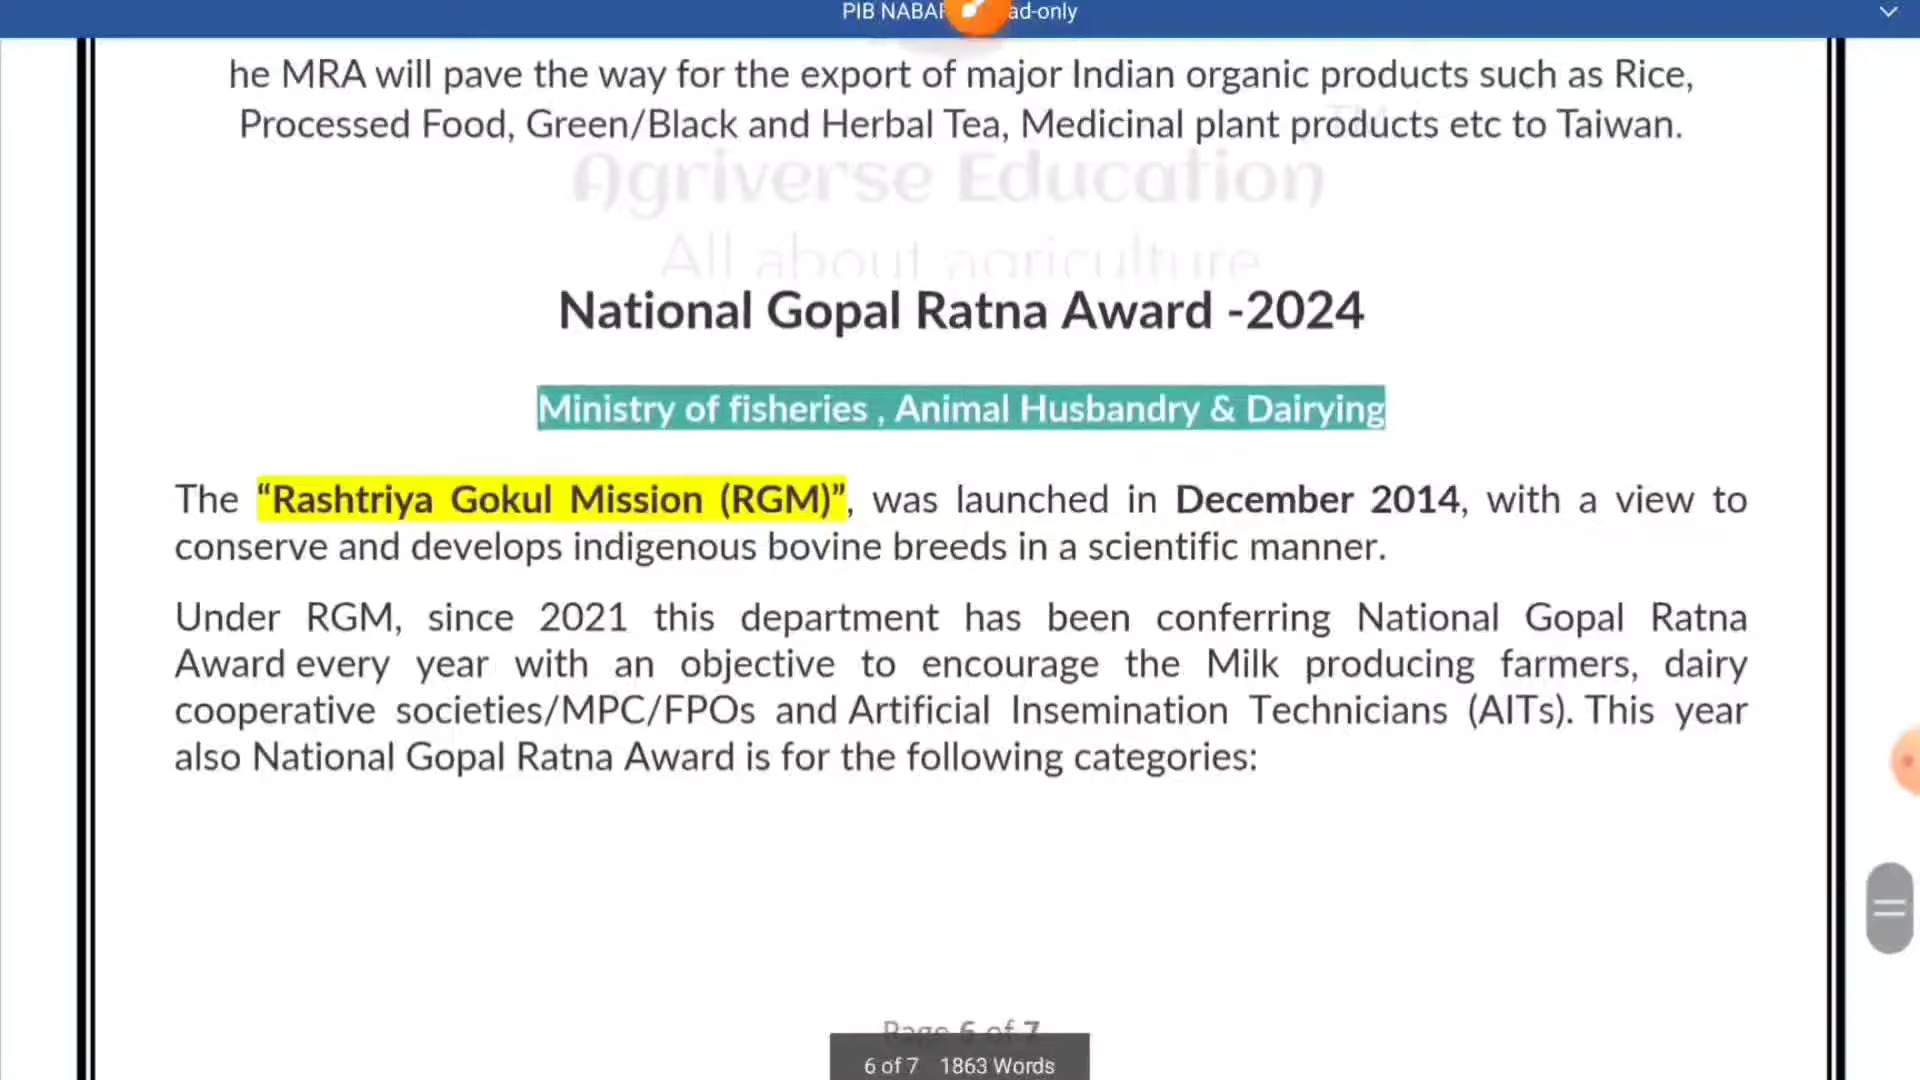 PIB NABA
ad-only
he MRA will pave the way for the export of major Indian organic products such as Rice,
Processed Food, Green/Black and Herbal Tea, Medicinal plant products etc to Taiwan.
TM
Agriverse Education
All about agriculture
National Gopal Ratna Award -2024
Ministry of fisheries , Animal Husbandry & Dairying
The “Rashtriya Gokul Mission (RGM)”, was launched in December 2014, with a view to
conserve and develops indigenous bovine breeds in a scientific manner.
Under RGM, since 2021 this department has been conferring National Gopal Ratna
Award every year with an objective to encourage the Milk producing farmers, dairy
cooperative societies/MPC/FPOs and Artificial Insemination Technicians (AITs). This year
also National Gopal Ratna Award is for the following categories:
Page 6 of 7
6 of 7 1863 Words